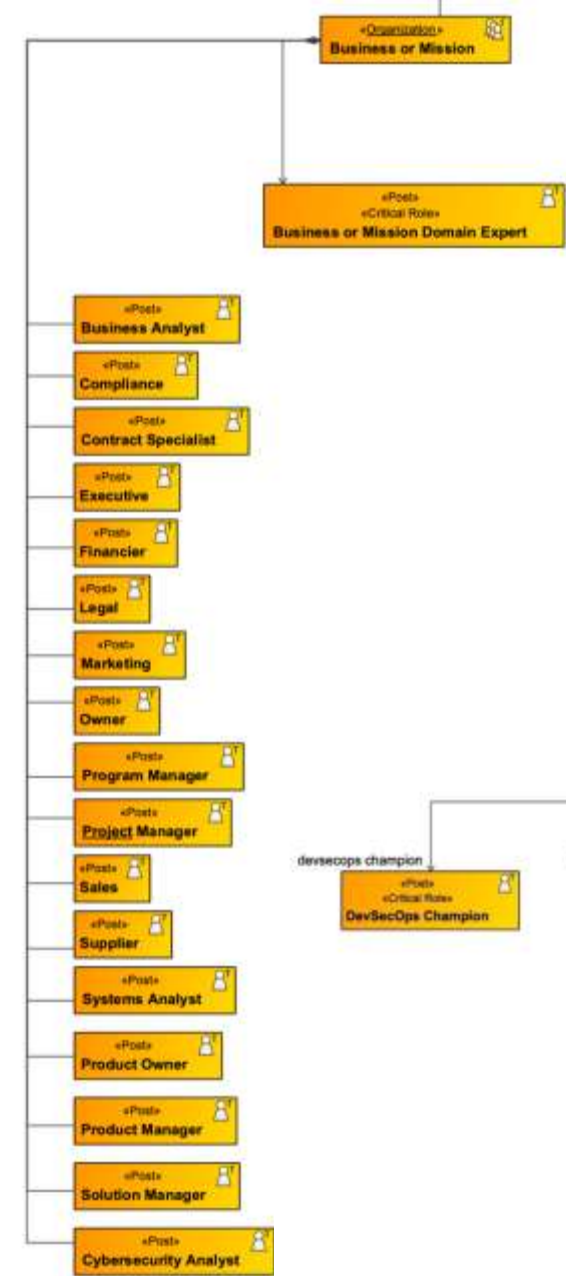 «Organization»
Business or Mission
«Post»
«Critical Role»
Business or Mission Domain Expert
«Post»
Business Analyst
«Post»
Compliance
«Post»
Contract Specialist
«Post»
Executive
«Post»
Financier
«Post»
Legal
«Post»
Marketing
«Post»
Owner
«Post»
Program Manager
«Post»
Project Manager
devsecops champion
«Post»
«Critical Role»
DevSecOps Champion
«Post»
Sales
«Post»
Supplier
«Post»
Systems Analyst
«Post»
Product Owner
«Post»
Product Manager
«Post»
Solution Manager
«Post»
Cybersecurity Analyst